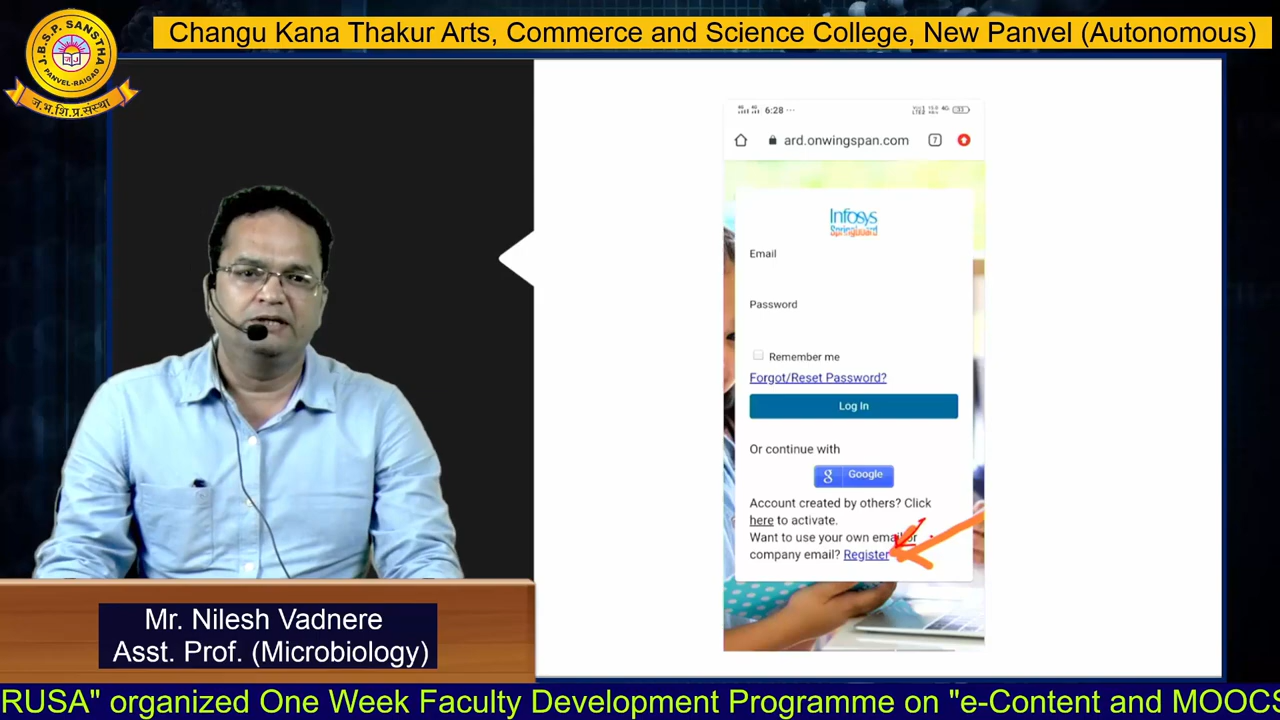 Changu Kana Thakur Arts, Commerce and Science College, New Panvel (Autonomous)
J.B.S.P. SANSTHA
PANVEL-RAIGAD
ज.भ.शि.प्र.संस्था
6:28
ard.onwingspan.com
7
Infosys
Springboard
Email
Password
Remember me
Forgot/Reset Password?
Log In
Or continue with
g Google
Account created by others? Click
here to activate.
Want to use your own email or
company email? Register
Mr. Nilesh Vadnere
Asst. Prof. (Microbiology)
RUSA" organized One Week Faculty Development Programme on "e-Content and MOOCS